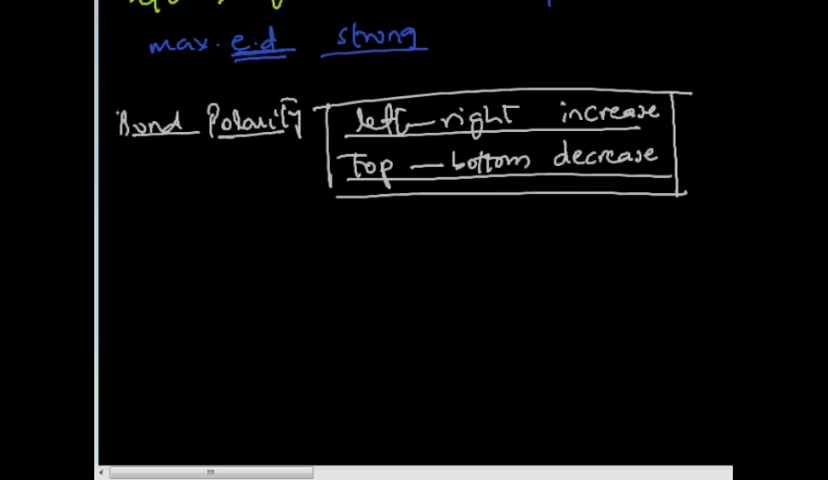 max. e.d strong
Bond Polarity left – right increase
Top – bottom decrease